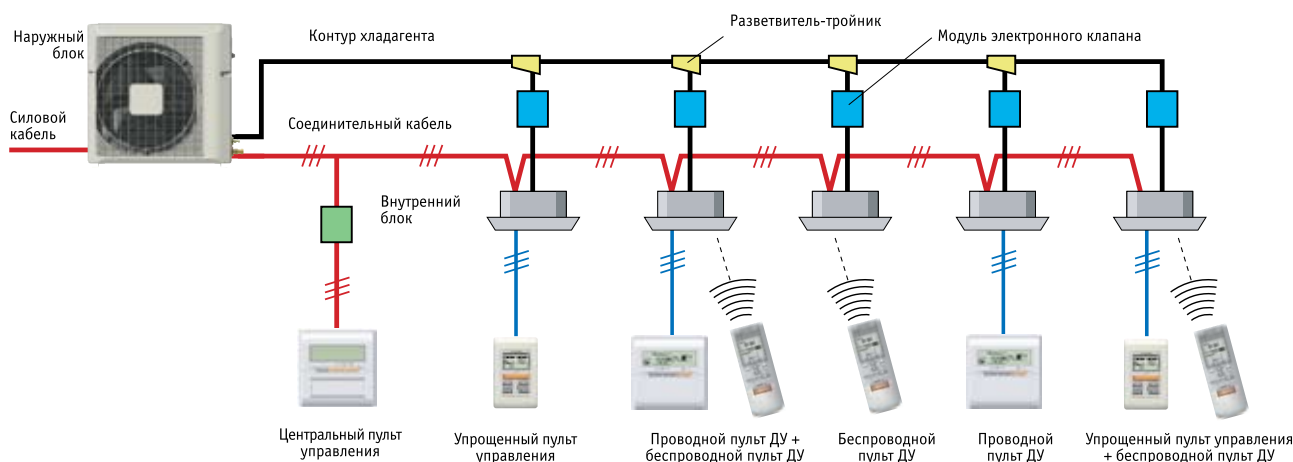 Разветвитель-тройник
Наружный
блок
Контур хладагента
Модуль электронного клапана
Силовой
кабель
Соединительный кабель
Внутренний
блок
Центральный пульт
управления
Упрощенный пульт
управления
Проводной пульт ДУ +
беспроводной пульт ДУ
Беспроводной
пульт ДУ
Проводной
пульт ДУ
Упрощенный пульт управления
+ беспроводной пульт ДУ